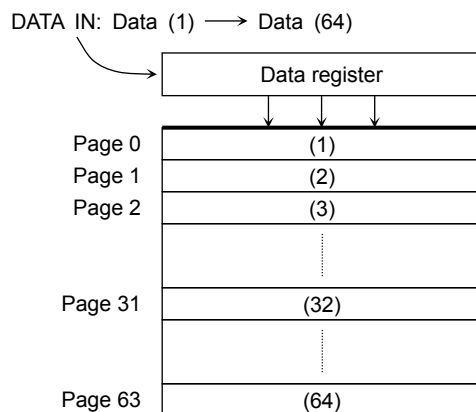 DATA IN: Data (1) → Data (64)
Data register
Page 0 (1)
Page 1 (2)
Page 2 (3)
Page 31 (32)
Page 63 (64)